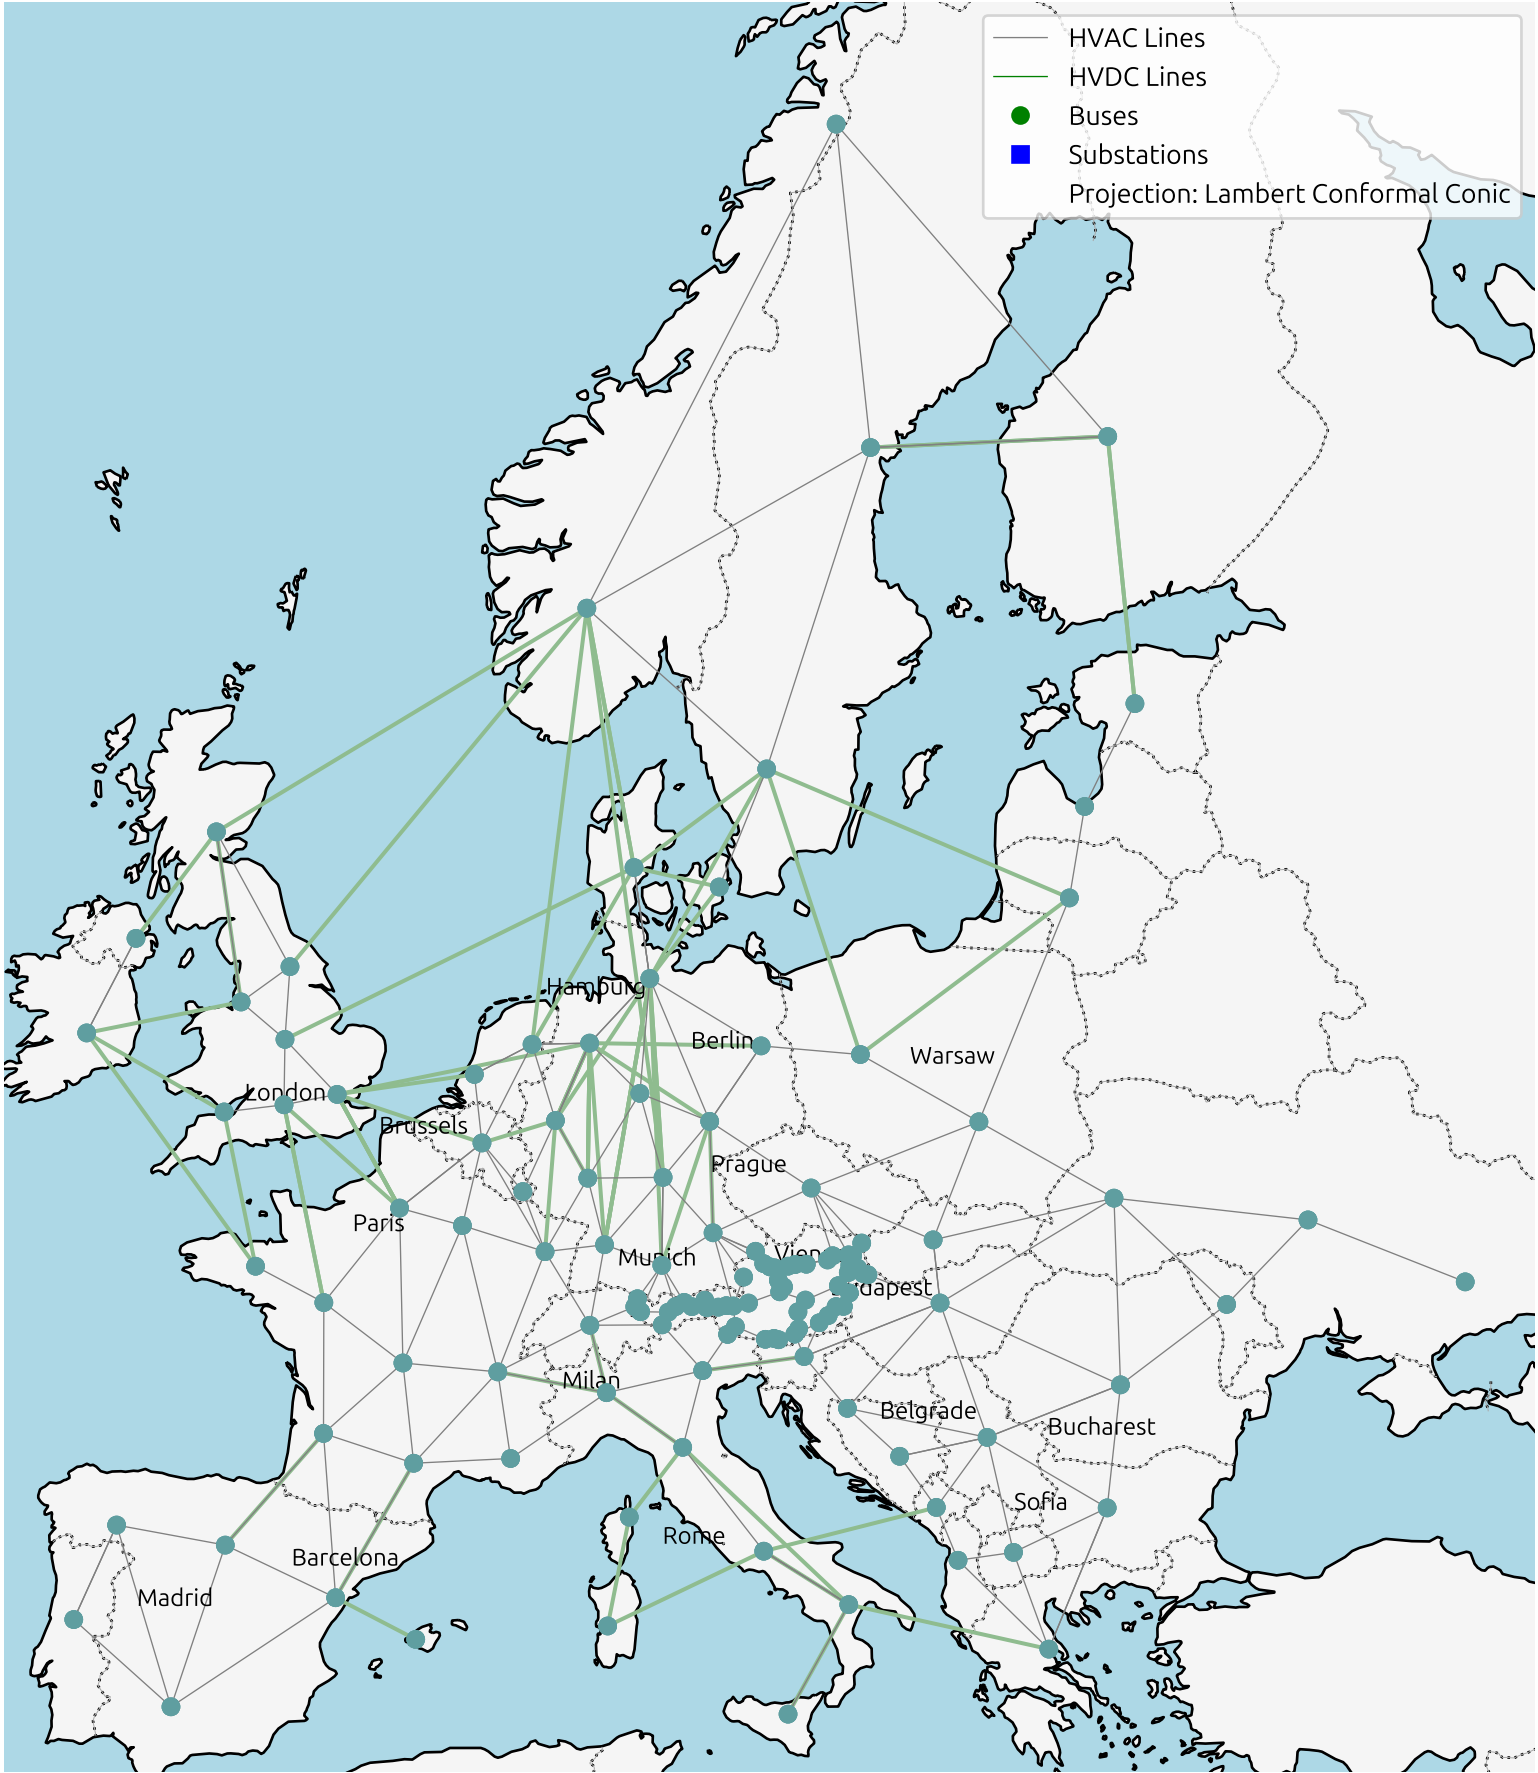 HVAC Lines
HVDC Lines
Buses
Substations
Projection: Lambert Conformal Conic
Hamburg
Berlin
Warsaw
London
Brussels
Prague
Paris
Munich
Milan
Belgrade
Bucharest
Sofia
Rome
Barcelona
Madrid